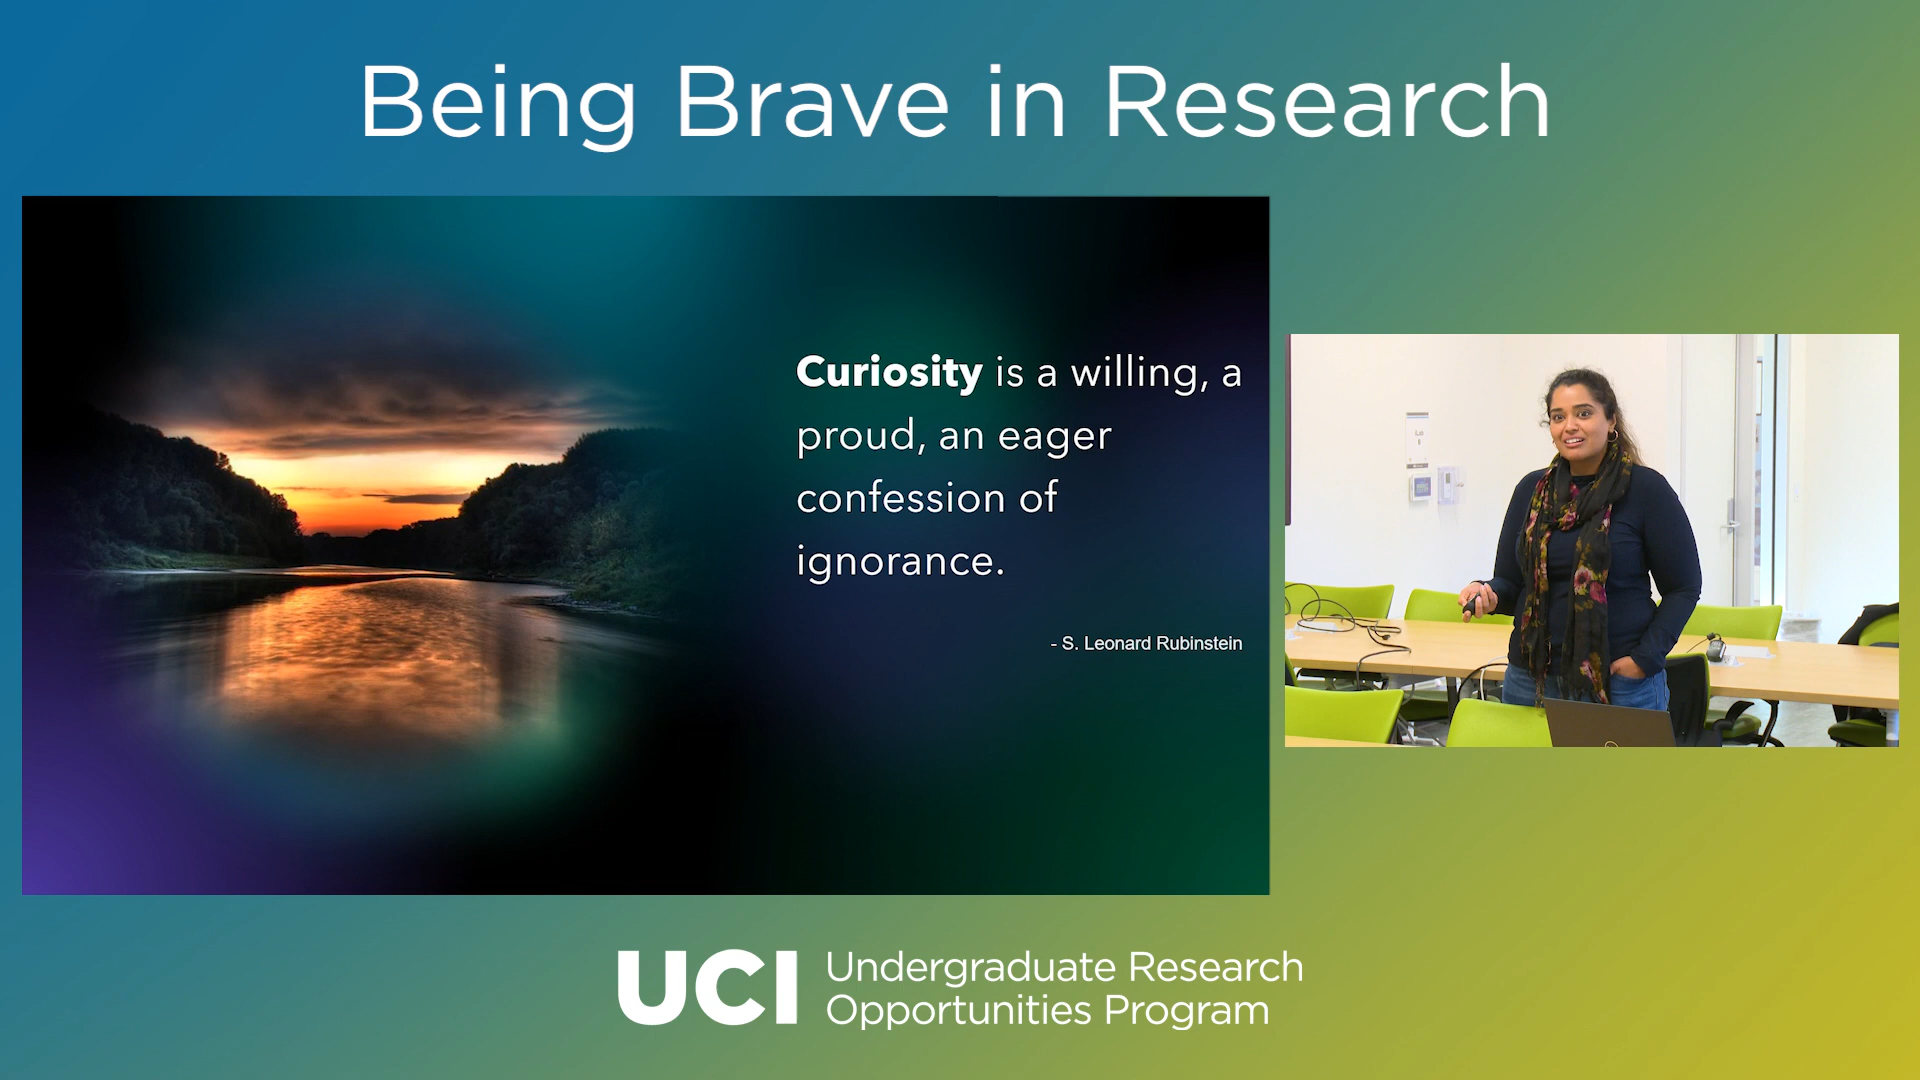 Being Brave in Research
Curiosity is a willing, a
proud, an eager
confession of
ignorance.
- S. Leonard Rubinstein
UCI
Undergraduate Research
Opportunities Program